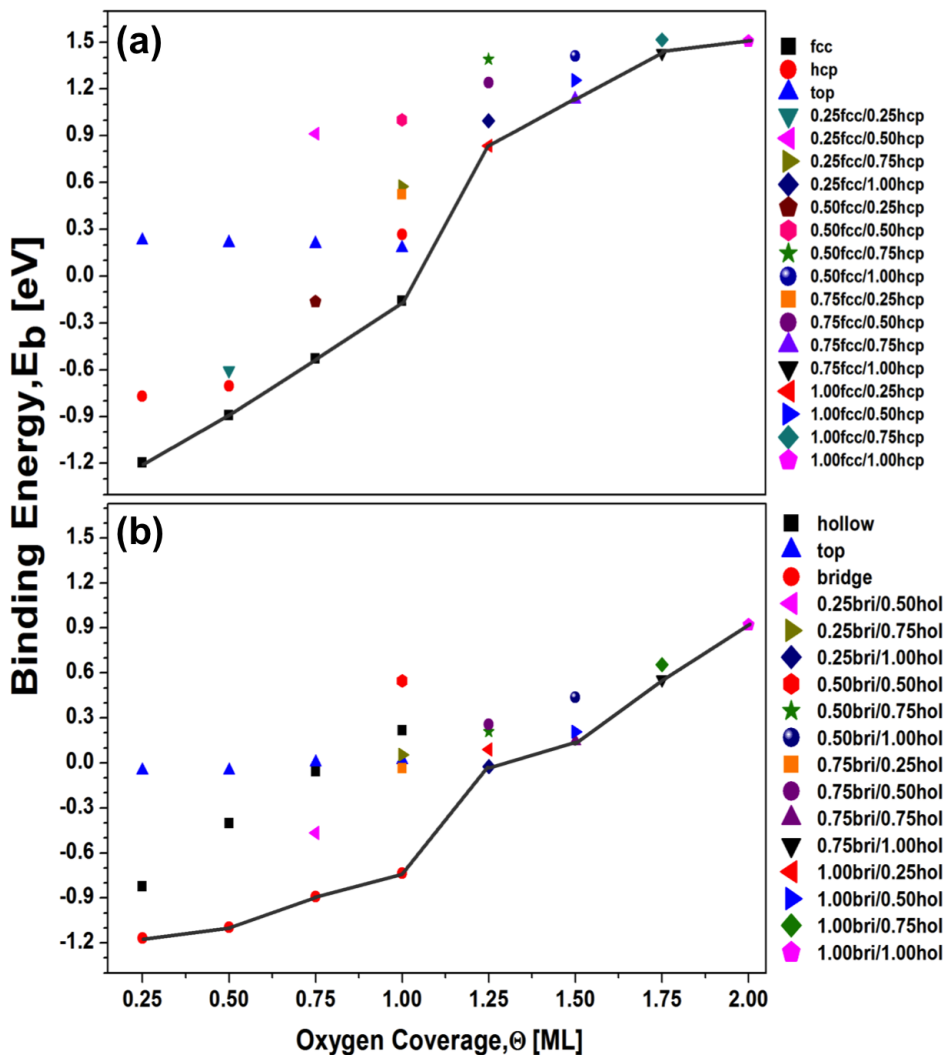 (a)
1.5
1.2
0.9
0.6
0.3
0.0
-0.3
-0.6
-0.9
-1.2
fcc
hcp
top
0.25fcc/0.25hcp
0.25fcc/0.50hcp
0.25fcc/0.75hcp
0.25fcc/1.00hcp
0.50fcc/0.25hcp
0.50fcc/0.50hcp
0.50fcc/0.75hcp
0.50fcc/1.00hcp
0.75fcc/0.25hcp
0.75fcc/0.50hcp
0.75fcc/0.75hcp
0.75fcc/1.00hcp
1.00fcc/0.25hcp
1.00fcc/0.50hcp
1.00fcc/0.75hcp
1.00fcc/1.00hcp
Binding Energy,Eb [eV]
(b)
1.5
1.2
0.9
0.6
0.3
0.0
-0.3
-0.6
-0.9
-1.2
hollow
top
bridge
0.25bri/0.50hol
0.25bri/0.75hol
0.25bri/1.00hol
0.50bri/0.50hol
0.50bri/0.75hol
0.50bri/1.00hol
0.75bri/0.25hol
0.75bri/0.50hol
0.75bri/0.75hol
0.75bri/1.00hol
1.00bri/0.25hol
1.00bri/0.50hol
1.00bri/0.75hol
1.00bri/1.00hol
0.25 0.50 0.75 1.00 1.25 1.50 1.75 2.00
Oxygen Coverage,Θ [ML]